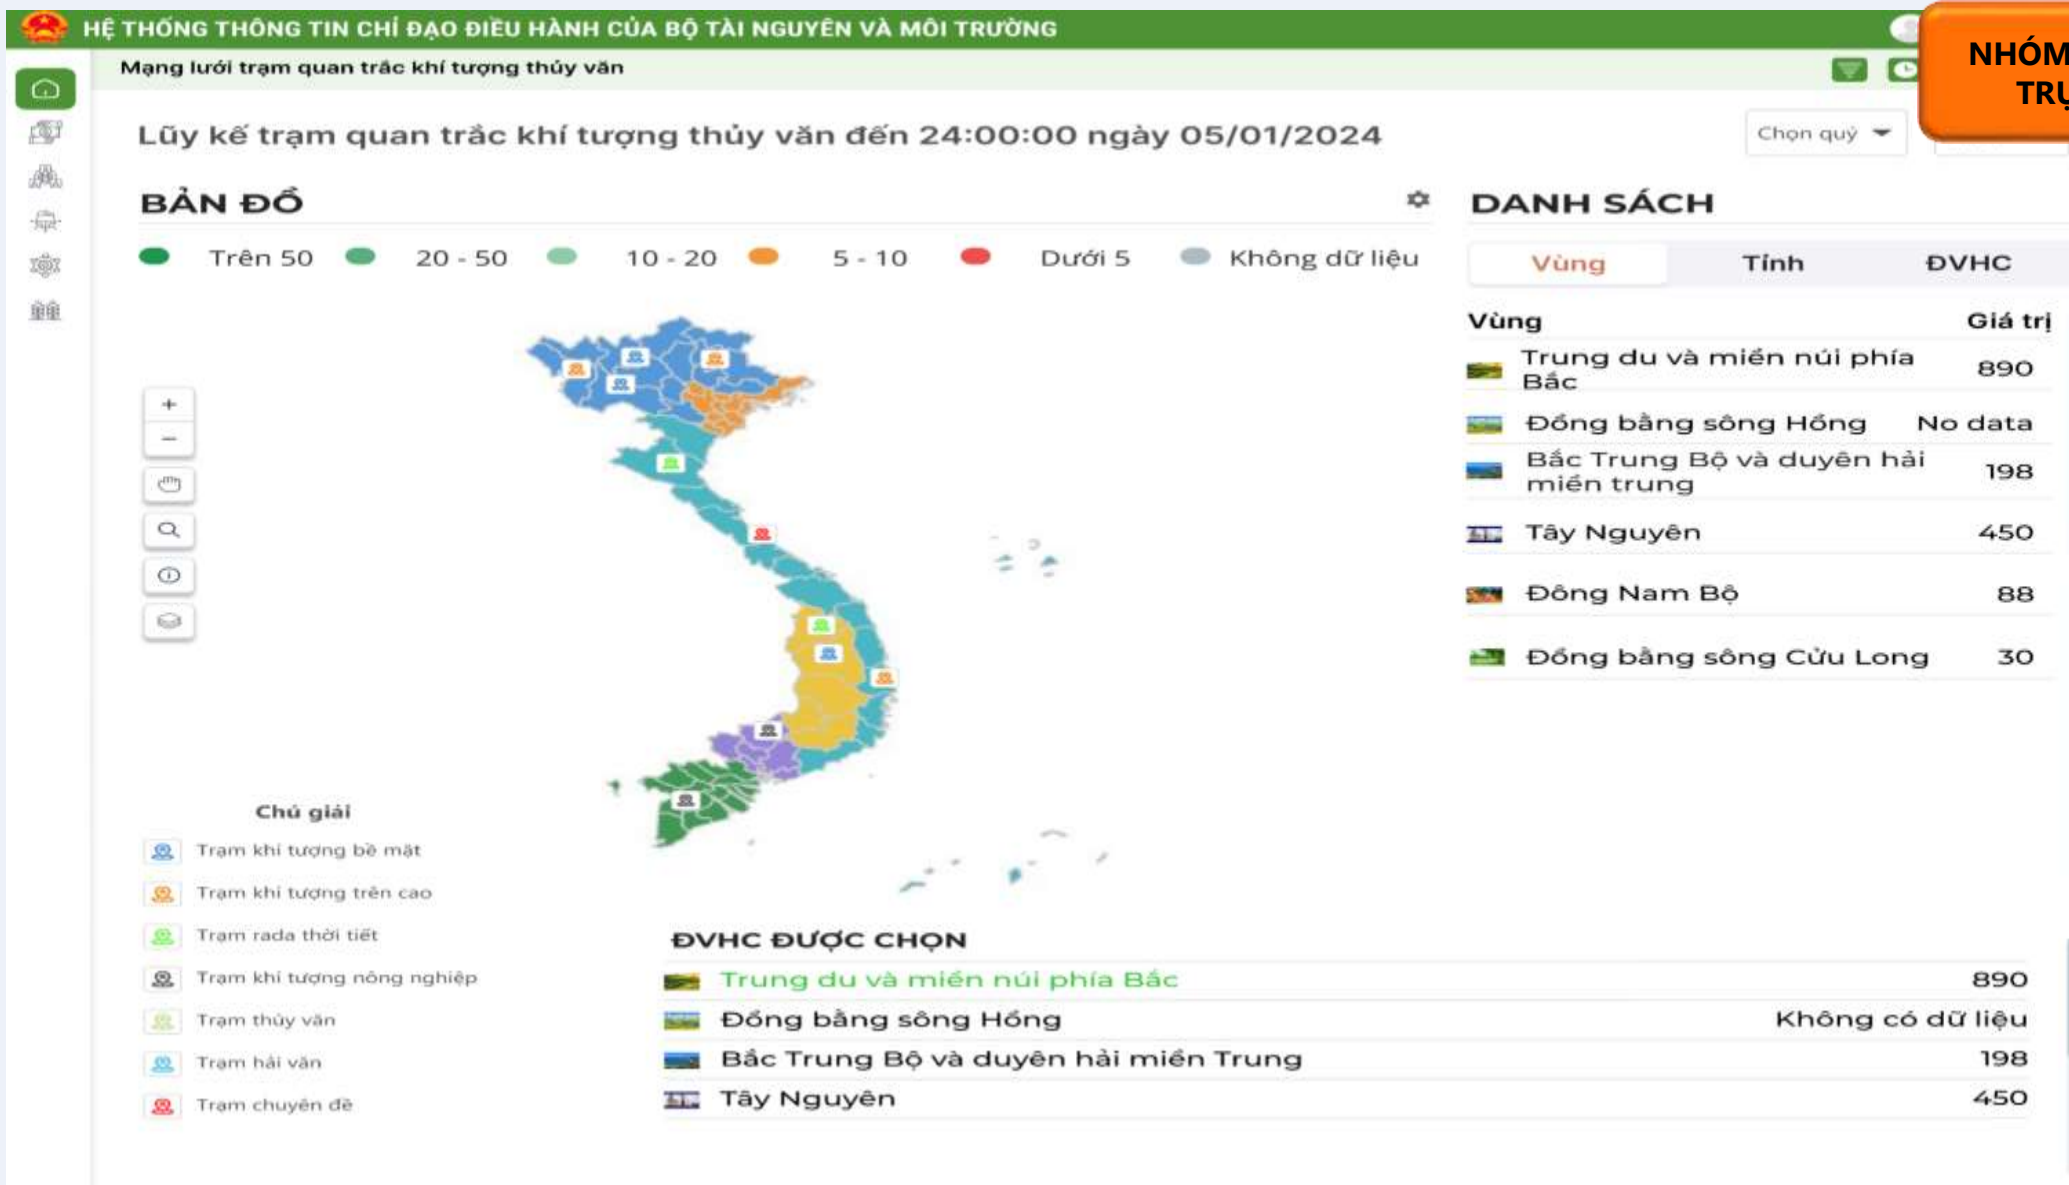 HỆ THỐNG THÔNG TIN CHỈ ĐẠO ĐIỀU HÀNH CỦA BỘ TÀI NGUYÊN VÀ MÔI TRƯỜNG
NHÓM
TRỤ
Mạng lưới trạm quan trắc khí tượng thủy văn
Lũy kế trạm quan trắc khí tượng thủy văn đến 24:00:00 ngày 05/01/2024
Chọn quý
BẢN ĐỒ
Trên 50
20 - 50
10 - 20
5 - 10
Dưới 5
Không dữ liệu
DANH SÁCH
Vùng Tỉnh ĐVHC
Vùng Giá trị
Trung du và miền núi phía
Bắc 890
Đồng bằng sông Hồng No data
Bắc Trung Bộ và duyên hải
miền trung 198
Tây Nguyên 450
Đông Nam Bộ 88
Đồng bằng sông Cửu Long 30
Chú giải
Trạm khí tượng bề mặt
Trạm khí tượng trên cao
Trạm rada thời tiết
Trạm khí tượng nông nghiệp
Trạm thủy văn
Trạm hải văn
Trạm chuyên đề
ĐVHC ĐƯỢC CHỌN
Trung du và miền núi phía Bắc 890
Đồng bằng sông Hồng Không có dữ liệu
Bắc Trung Bộ và duyên hải miền Trung 198
Tây Nguyên 450